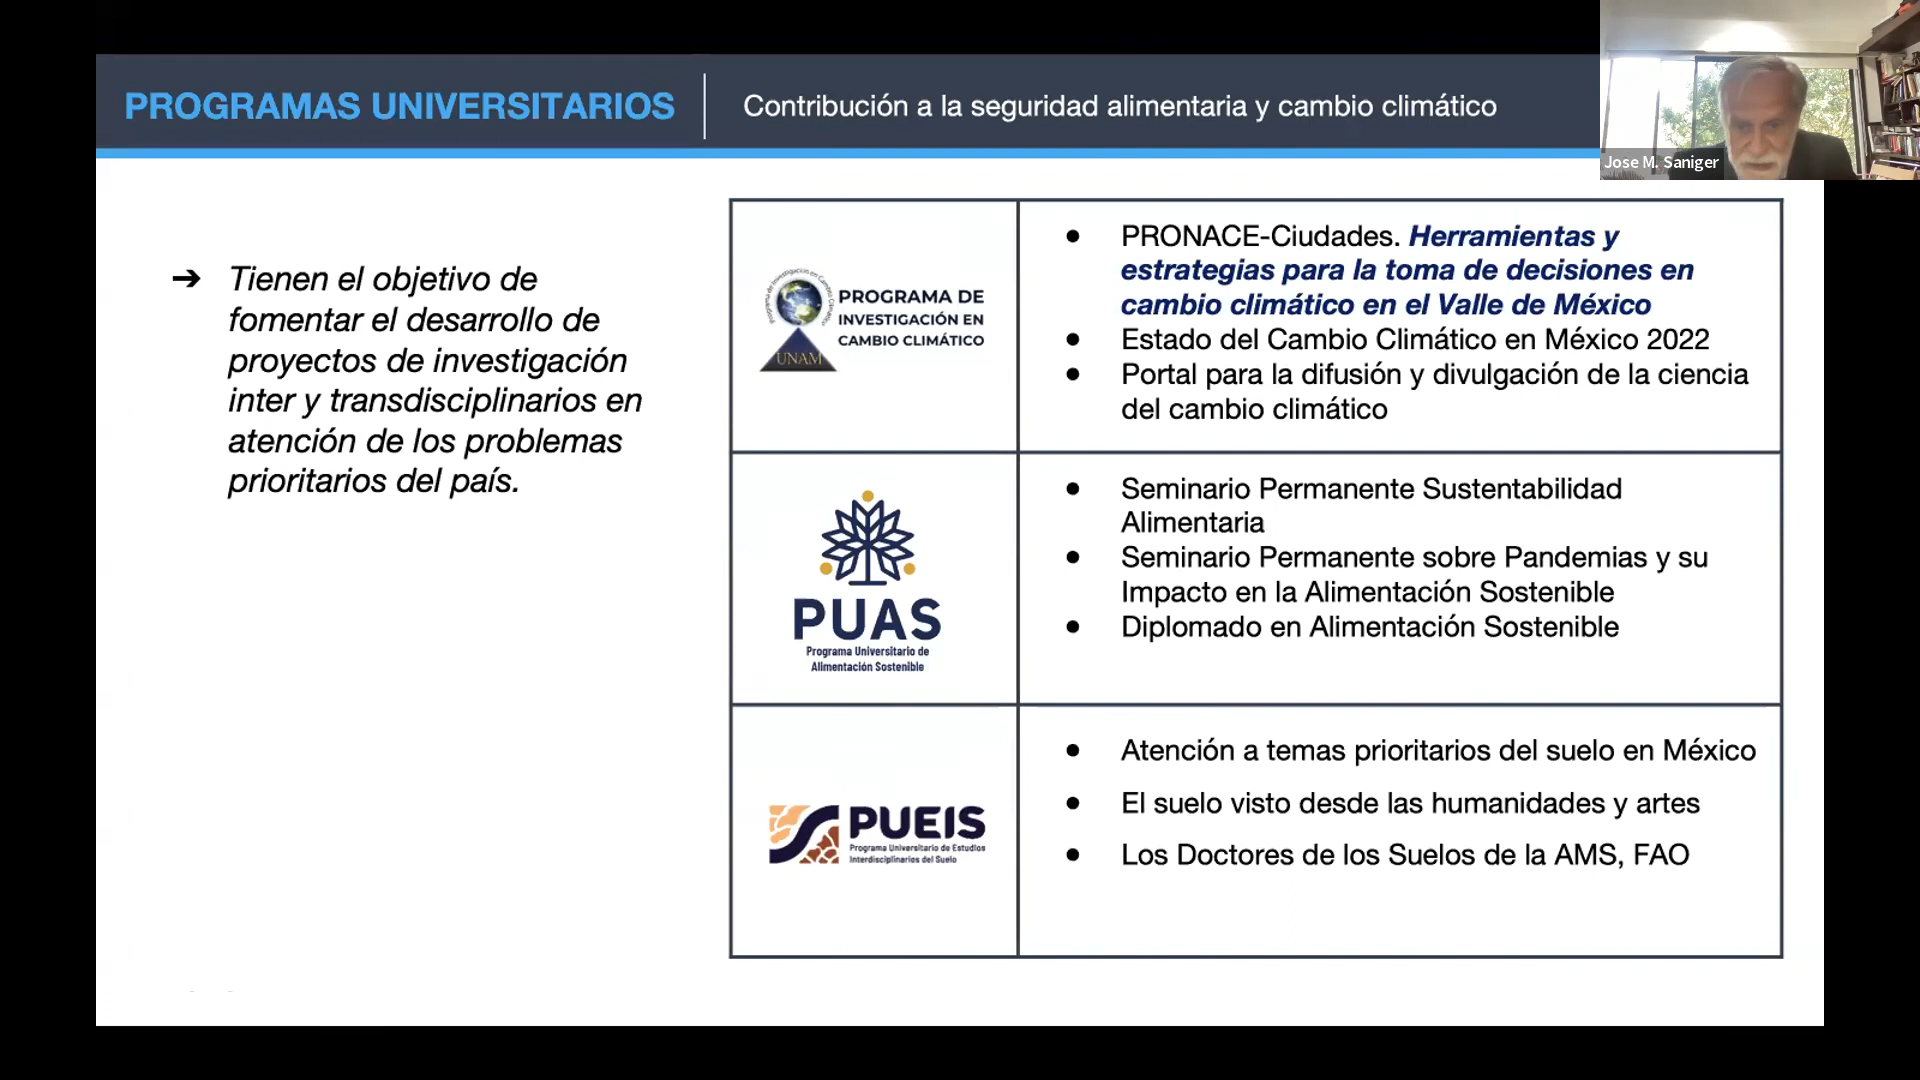 PROGRAMAS UNIVERSITARIOS
Contribución a la seguridad alimentaria y cambio climático
Jose M. Saniger
➔ Tienen el objetivo de
fomentar el desarrollo de
proyectos de investigación
inter y transdisciplinarios en
atención de los problemas
prioritarios del país.
Programa de Investigación en Cambio Climático
UNAM
PROGRAMA DE
INVESTIGACIÓN EN
CAMBIO CLIMÁTICO
● PRONACE-Ciudades. Herramientas y
estrategias para la toma de decisiones en
cambio climático en el Valle de México
● Estado del Cambio Climático en México 2022
● Portal para la difusión y divulgación de la ciencia
del cambio climático
PUAS
Programa Universitario de
Alimentación Sostenible
● Seminario Permanente Sustentabilidad
Alimentaria
● Seminario Permanente sobre Pandemias y su
Impacto en la Alimentación Sostenible
● Diplomado en Alimentación Sostenible
PUEIS
Programa Universitario de Estudios
Interdisciplinarios del Suelo
● Atención a temas prioritarios del suelo en México
● El suelo visto desde las humanidades y artes
● Los Doctores de los Suelos de la AMS, FAO